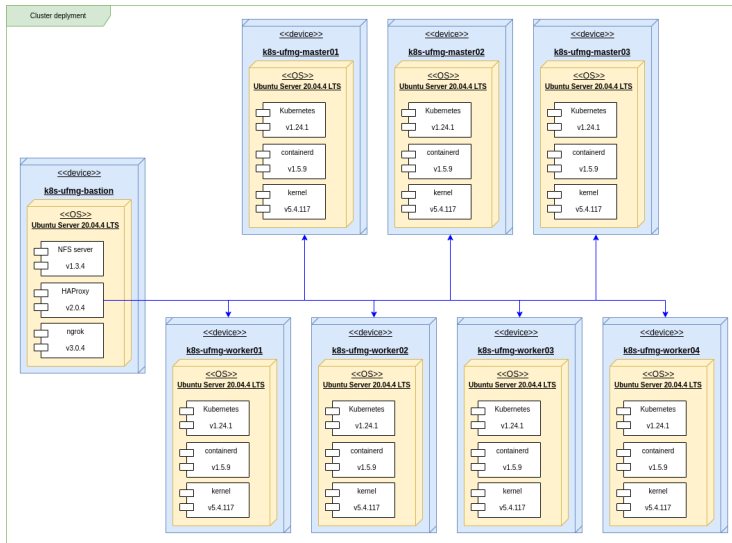 Cluster deplyment
<<device>>
k8s-ufmg-master01
<<OS>>
Ubuntu Server 20.04.4 LTS
Kubernetes
v1.24.1
containerd
v1.5.9
kernel
v5.4.117
<<device>>
k8s-ufmg-master02
<<OS>>
Ubuntu Server 20.04.4 LTS
Kubernetes
v1.24.1
containerd
v1.5.9
kernel
v5.4.117
<<device>>
k8s-ufmg-master03
<<OS>>
Ubuntu Server 20.04.4 LTS
Kubernetes
v1.24.1
containerd
v1.5.9
kernel
v5.4.117
<<device>>
k8s-ufmg-bastion
<<OS>>
Ubuntu Server 20.04.4 LTS
NFS server
v1.3.4
HAProxy
v2.0.4
ngrok
v3.0.4
<<device>>
k8s-ufmg-worker01
<<OS>>
Ubuntu Server 20.04.4 LTS
Kubernetes
v1.24.1
containerd
v1.5.9
kernel
v5.4.117
<<device>>
k8s-ufmg-worker02
<<OS>>
Ubuntu Server 20.04.4 LTS
Kubernetes
v1.24.1
containerd
v1.5.9
kernel
v5.4.117
<<device>>
k8s-ufmg-worker03
<<OS>>
Ubuntu Server 20.04.4 LTS
Kubernetes
v1.24.1
containerd
v1.5.9
kernel
v5.4.117
<<device>>
k8s-ufmg-worker04
<<OS>>
Ubuntu Server 20.04.4 LTS
Kubernetes
v1.24.1
containerd
v1.5.9
kernel
v5.4.117